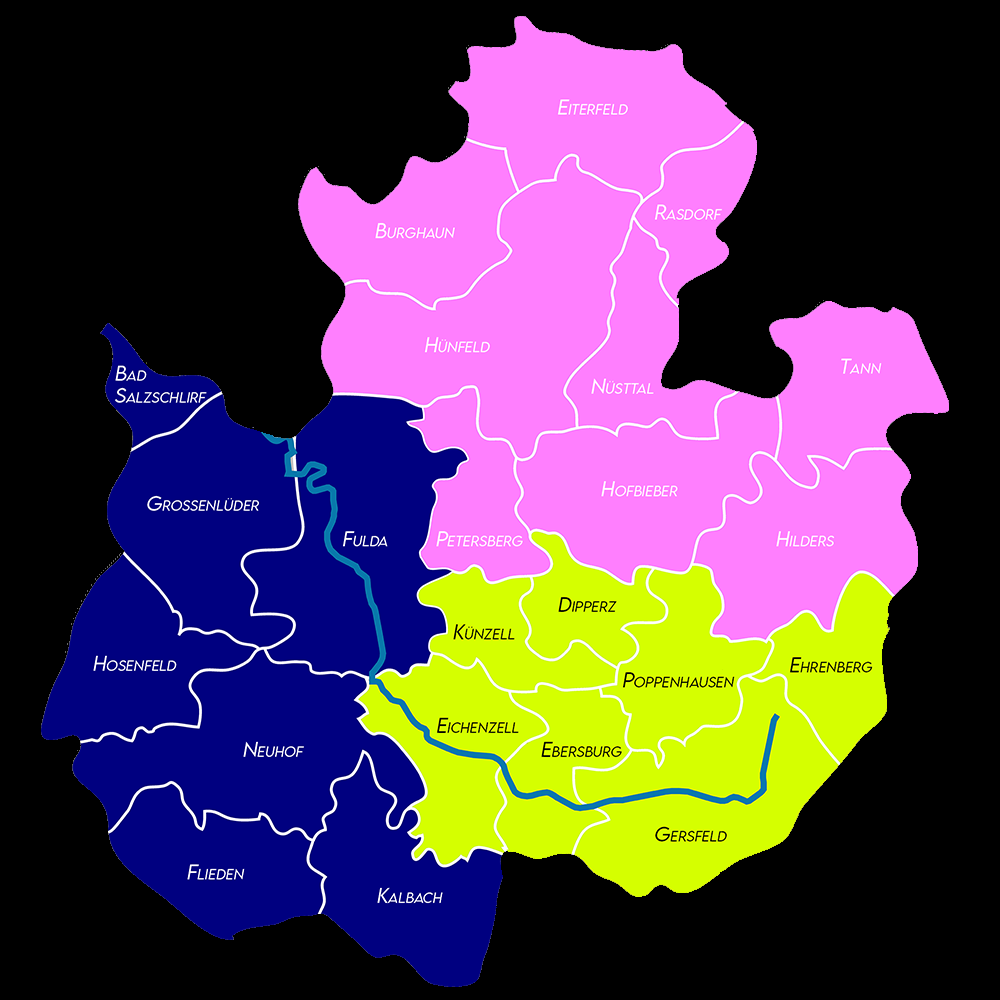 Eiterfeld
Rasdorf
Burghaun
Hünfeld
Nüsttal
Tann
Bad
Salzschlirf
Grossenlüder
Fulda
Petersberg
Hofbieber
Hilders
Dipperz
Künzell
Hosenfeld
Poppenhausen
Ehrenberg
Neuhof
Eichenzell
Ebersburg
Gersfeld
Flieden
Kalbach